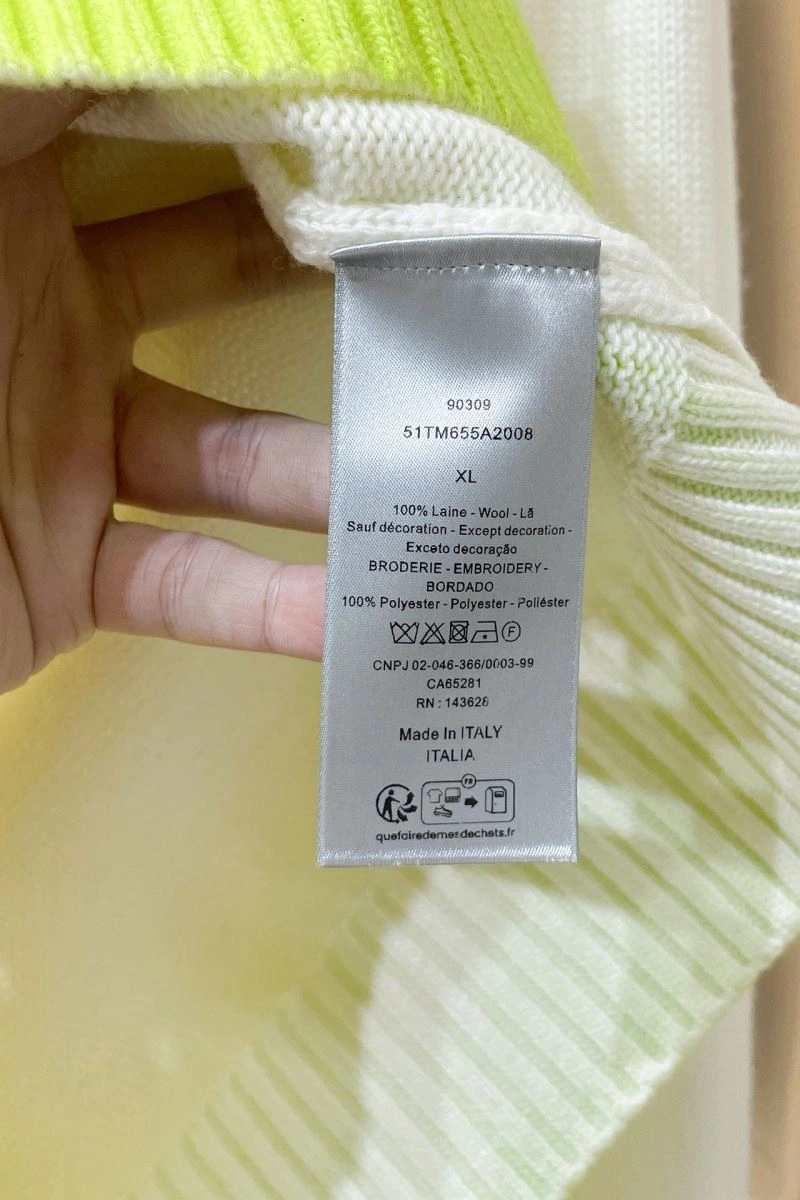 90309
51TM655A2008
XL
100% Laine - Wool - Lã
Sauf décoration - Except decoration -
Exceto decoração
BRODERIE - EMBROIDERY -
BORDADO
100% Polyester - Polyester - Poliéster
F
CNPJ 02-046-366/0003-99
CA65281
RN : 143628
Made In ITALY
ITALIA
FR
quefairedemesdechets.fr